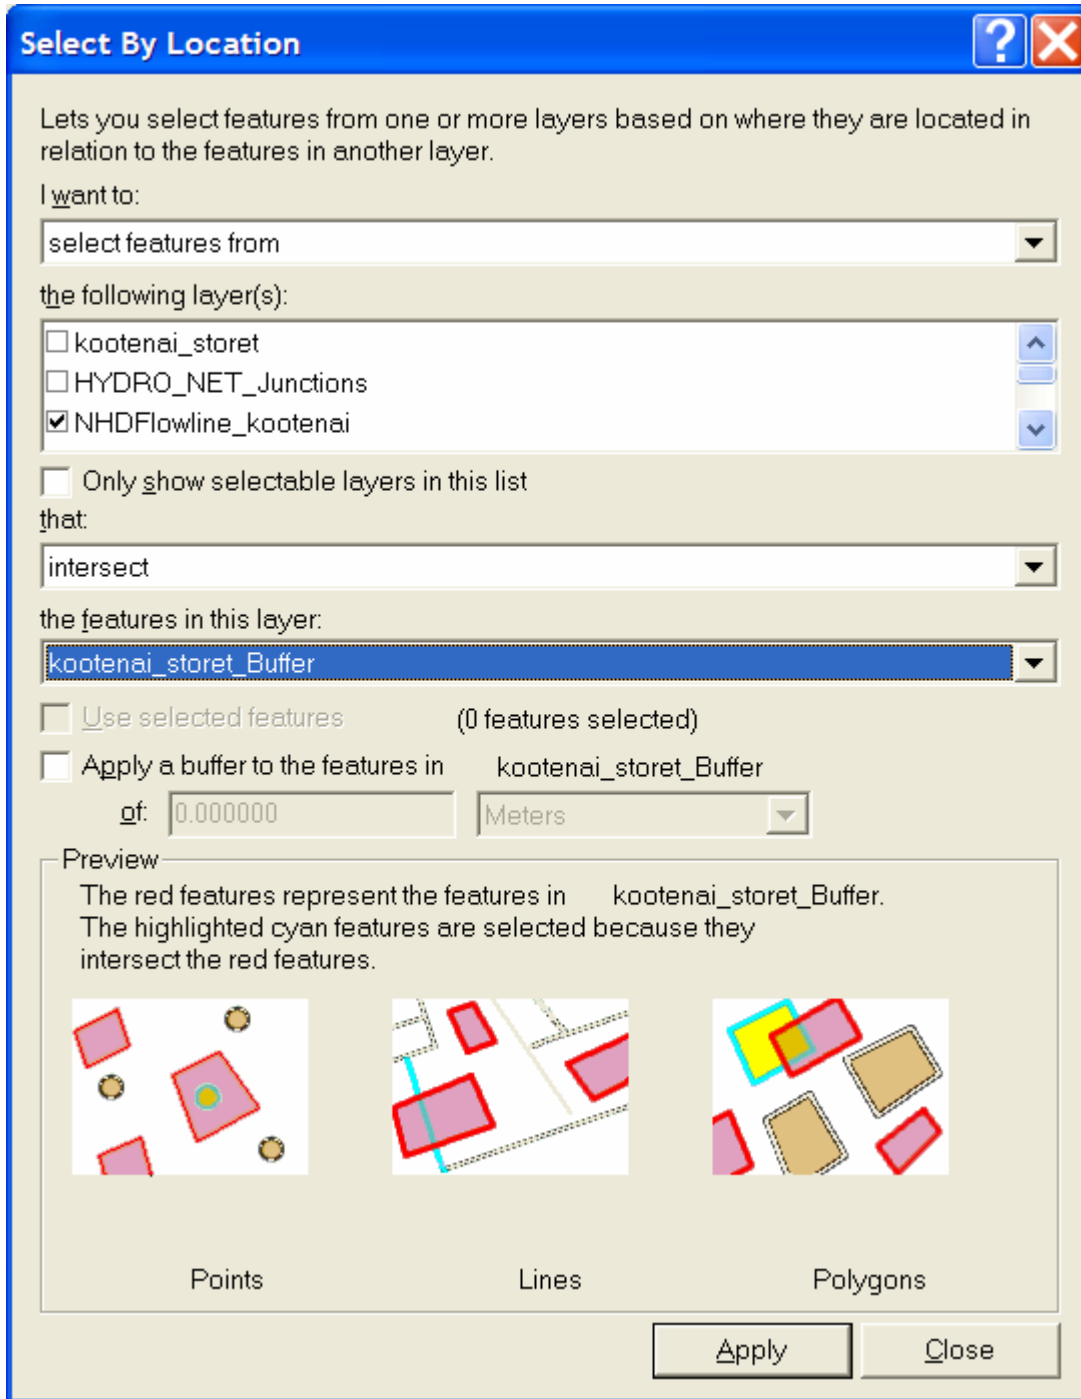 Select By Location
Lets you select features from one or more layers based on where they are located in
relation to the features in another layer.
I want to:
select features from
the following layer(s):
kootenai_storet
HYDRO_NET_Junctions
NHDFlowline_kootenai
Only show selectable layers in this list
that:
intersect
the features in this layer:
kootenai_storet_Buffer
Use selected features (0 features selected)
Apply a buffer to the features in kootenai_storet_Buffer
of: 0.000000 Meters
Preview
The red features represent the features in kootenai_storet_Buffer.
The highlighted cyan features are selected because they
intersect the red features.
Points Lines Polygons
Apply Close